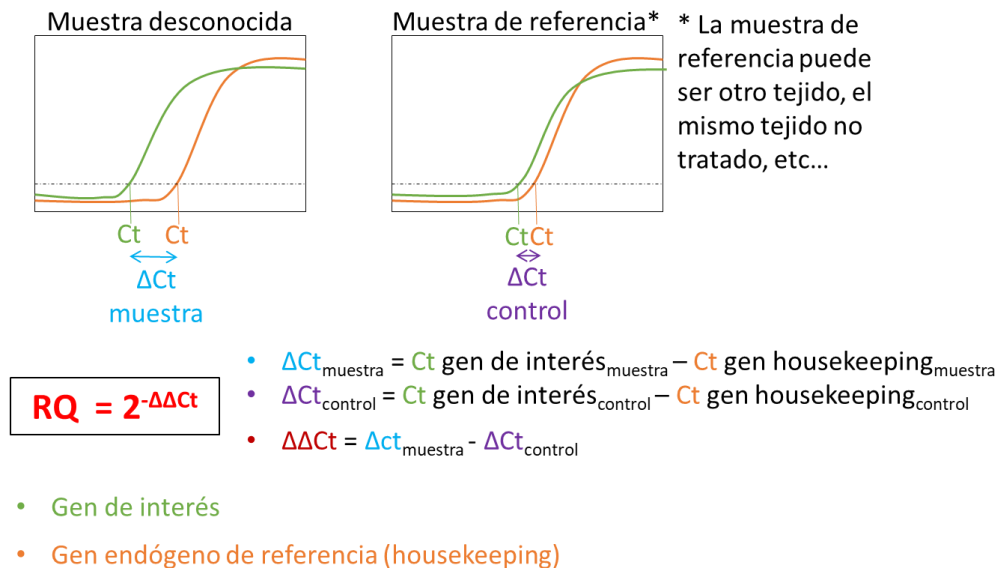 Muestra desconocida
Muestra de referencia*
* La muestra de
referencia puede
ser otro tejido, el
mismo tejido no
tratado, etc...
Ct Ct
ΔCt
muestra
CtCt
ΔCt
control
RQ = 2-ΔΔCt
• ΔCtmuestra = Ct gen de interésmuestra – Ct gen housekeepingmuestra
• ΔCtcontrol = Ct gen de interéscontrol – Ct gen housekeepingcontrol
• ΔΔCt = Δctmuestra - ΔCtcontrol
• Gen de interés
• Gen endógeno de referencia (housekeeping)